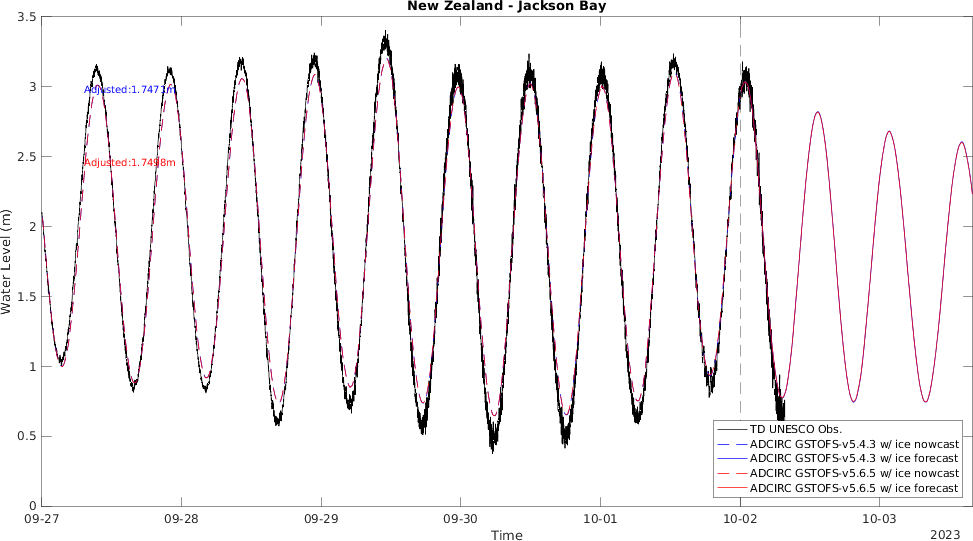 New Zealand - Jackson Bay
3.5
3
2.5
2
1.5
1
0.5
0
Water Level (m)
Adjusted:1.7471m
Adjusted:1.7498m
TD UNESCO Obs.
ADCIRC GSTOFS-v5.4.3 w/ ice nowcast
ADCIRC GSTOFS-v5.4.3 w/ ice forecast
ADCIRC GSTOFS-v5.6.5 w/ ice nowcast
ADCIRC GSTOFS-v5.6.5 w/ ice forecast
09-27 09-28 09-29 09-30 10-01 10-02 10-03
Time
2023